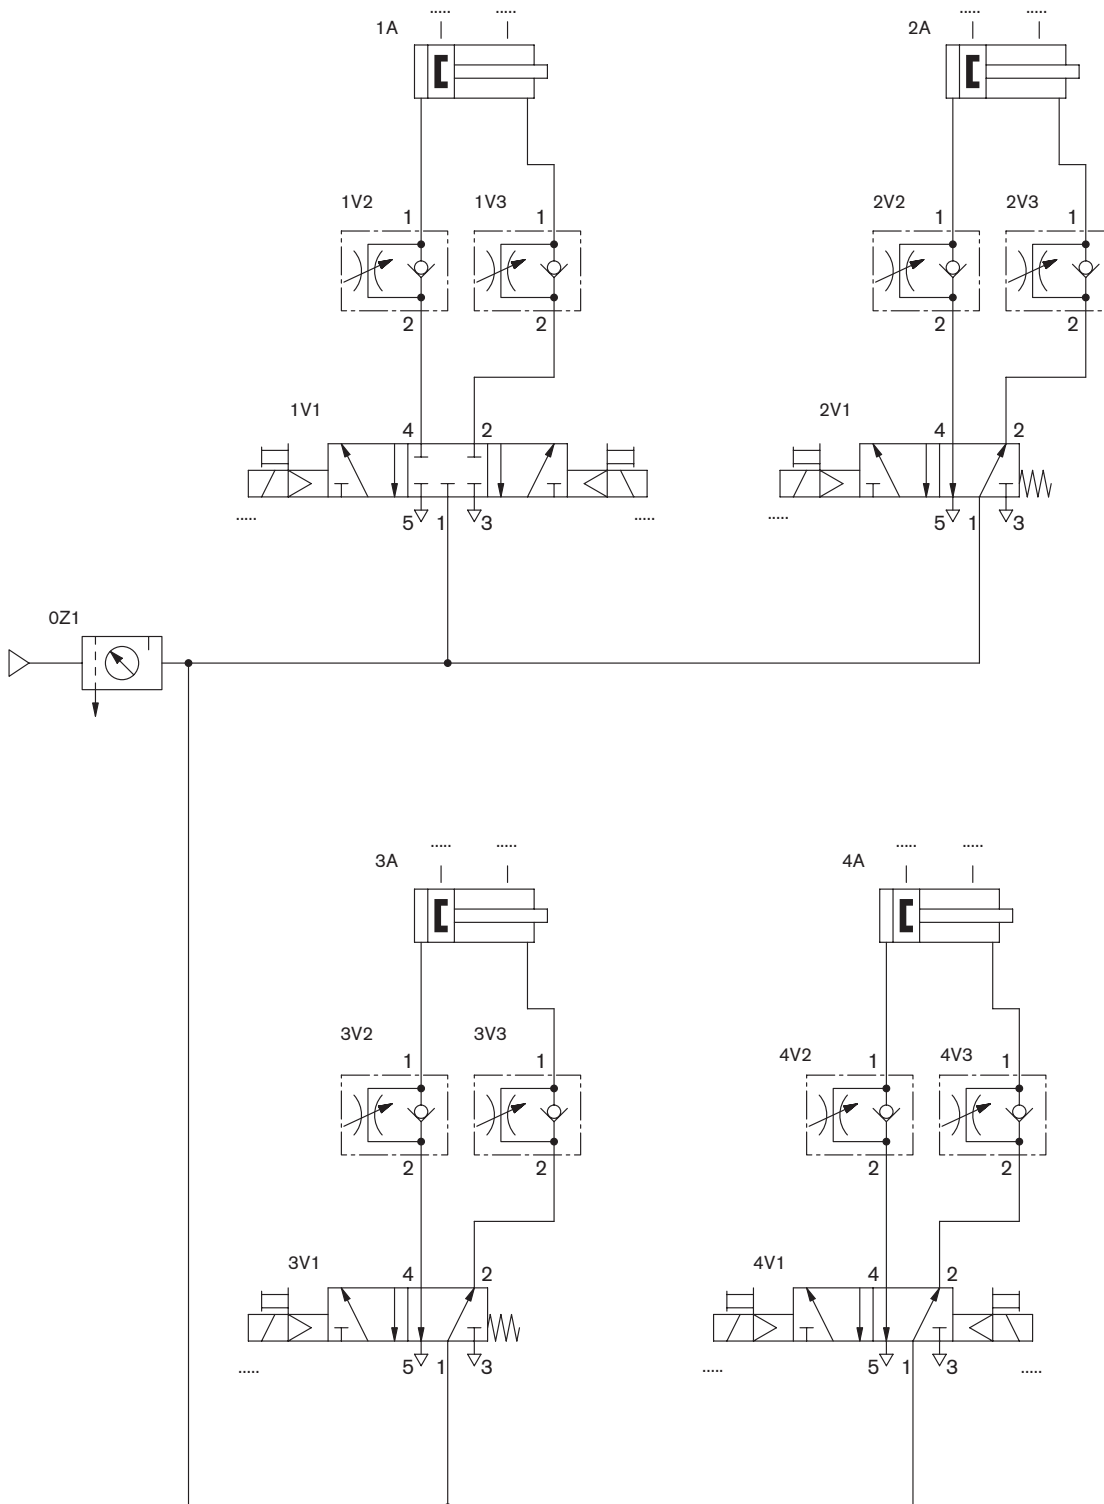 ..... .....
1A
..... .....
2A
1V2 1 1V3 1
2 2
2V2 1 2V3 1
2 2
1V1 4 2
5 1 3
..... .....
2V1 4 2
5 1 3
.....
0Z1
..... .....
3A
..... .....
4A
3V2 1 3V3 1
2 2
4V2 1 4V3 1
2 2
3V1 4 2
5 1 3
.....
4V1 4 2
5 1 3
..... .....